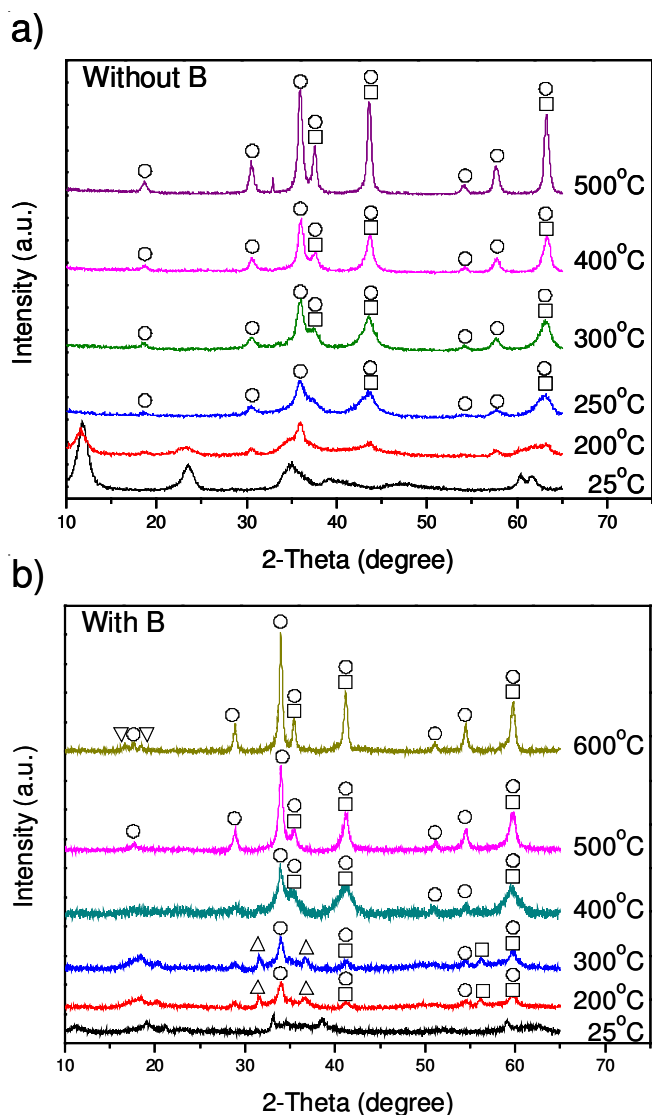 a)
Without B
500°C
400°C
300°C
250°C
200°C
25°C
Intensity (a.u.)
10 20 30 40 50 60 70
2-Theta (degree)
b)
With B
600°C
500°C
400°C
300°C
200°C
25°C
Intensity (a.u.)
10 20 30 40 50 60 70
2-Theta (degree)